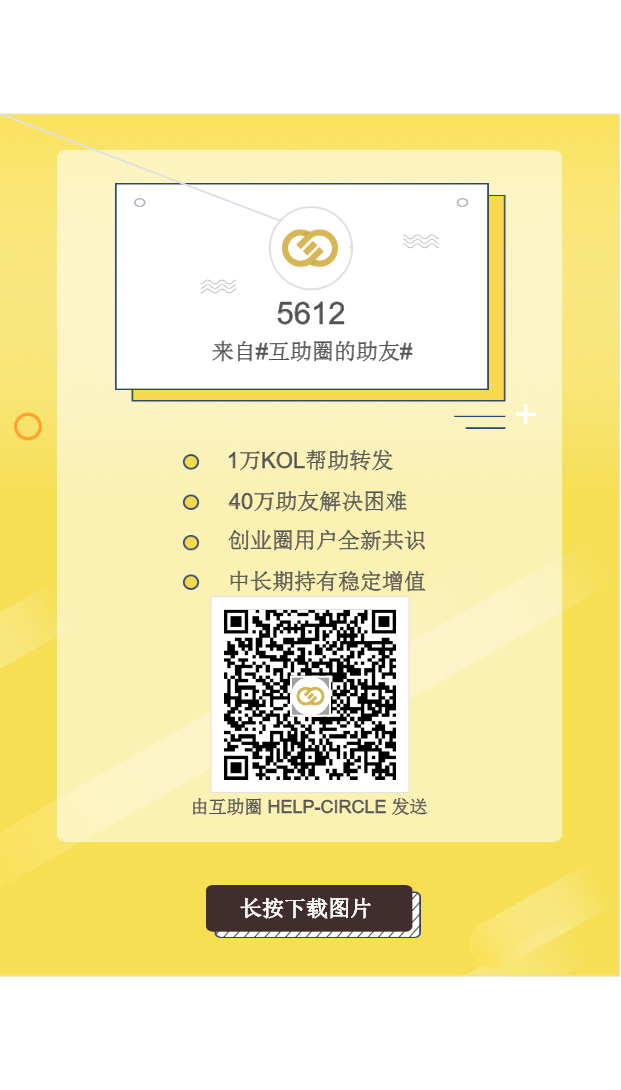 5612
来自#互助圈的助友#
1万KOL帮助转发
40万助友解决困难
创业圈用户全新共识
中长期持有稳定增值
由互助圈 HELP-CIRCLE 发送
长按下载图片